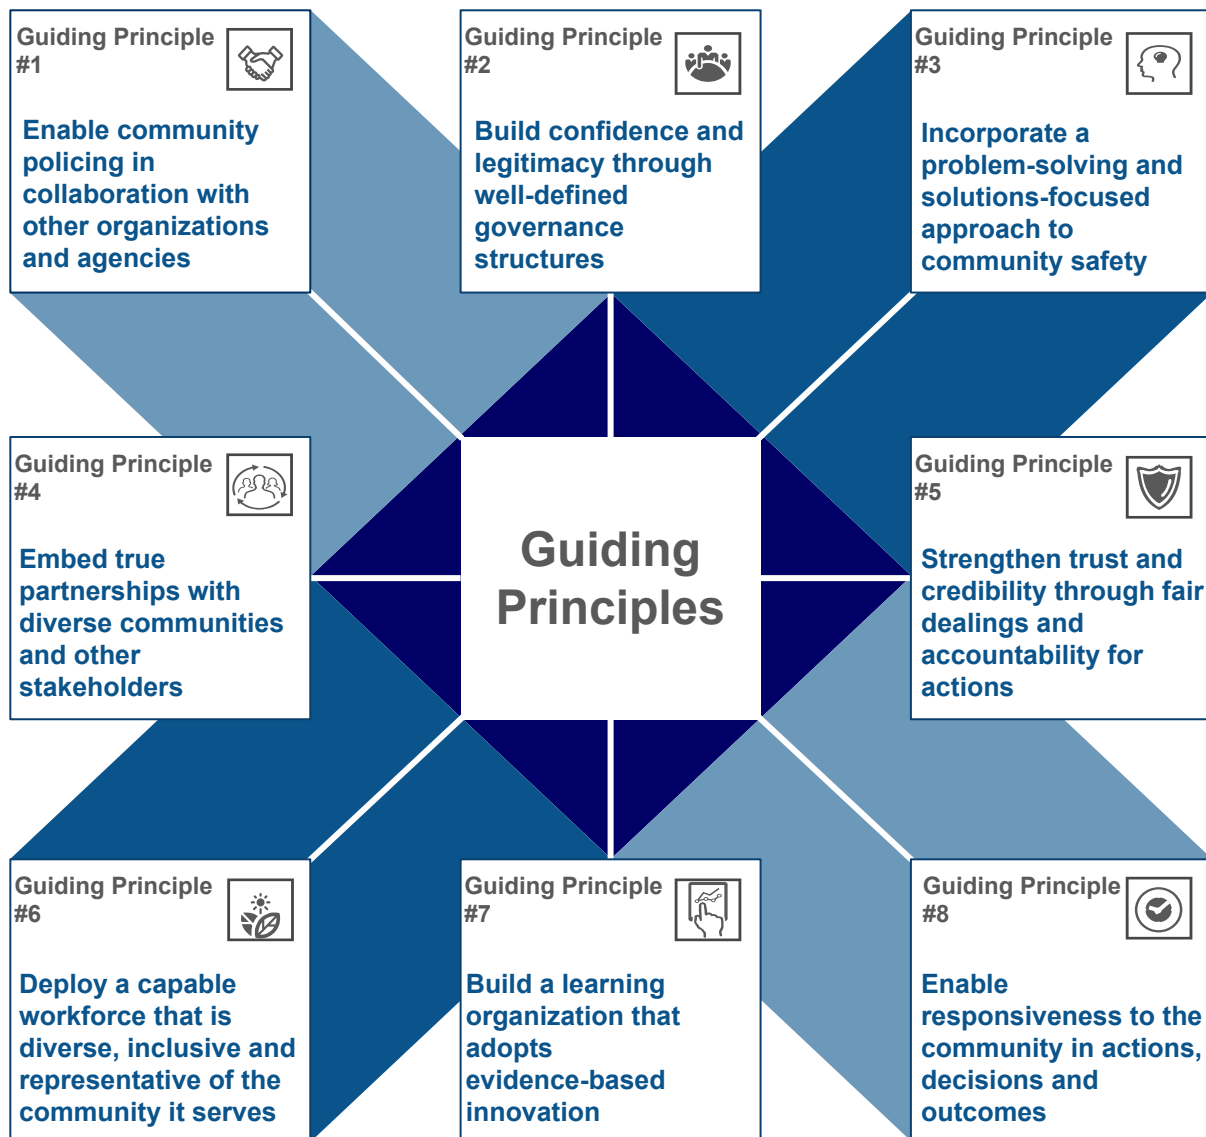 Guiding Principle
#1
Enable community
policing in
collaboration with
other organizations
and agencies
Guiding Principle
#2
Build confidence and
legitimacy through
well-defined
governance
structures
Guiding Principle
#3
Incorporate a
problem-solving and
solutions-focused
approach to
community safety
Guiding Principle
#4
Embed true
partnerships with
diverse communities
and other
stakeholders
Guiding
Principles
Guiding Principle
#5
Strengthen trust and
credibility through fair
dealings and
accountability for
actions
Guiding Principle
#6
Deploy a capable
workforce that is
diverse, inclusive and
representative of the
community it serves
Guiding Principle
#7
Build a learning
organization that
adopts
evidence-based
innovation
Guiding Principle
#8
Enable
responsiveness to the
community in actions,
decisions and
outcomes